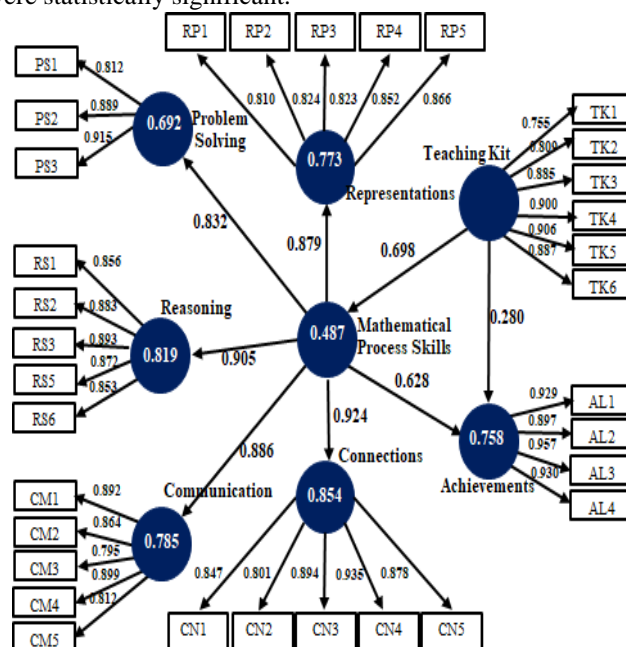 were statistically significant.
RP1 RP2 RP3 RP4 RP5
PS1
PS2
PS3
0.812
0.889
0.915
0.692
Problem
Solving
0.810
0.824
0.823
0.852
0.866
0.773
Representations
Teaching Kit
0.755
0.809
0.885
0.900
0.906
0.887
TK1
TK2
TK3
TK4
TK5
TK6
0.832
0.879
0.698
0.280
RS1
RS2
RS3
RS5
RS6
0.856
0.883
0.893
0.872
0.853
Reasoning
0.819
0.905
0.487
Mathematical
Process Skills
0.628
0.924
0.886
0.758
Achievements
0.929
0.897
0.957
0.930
AL1
AL2
AL3
AL4
Communication
0.785
CM1
CM2
CM3
CM4
CM5
0.892
0.864
0.795
0.899
0.812
Connections
0.854
0.847
0.801
0.894
0.935
0.878
CN1 CN2 CN3 CN4 CN5